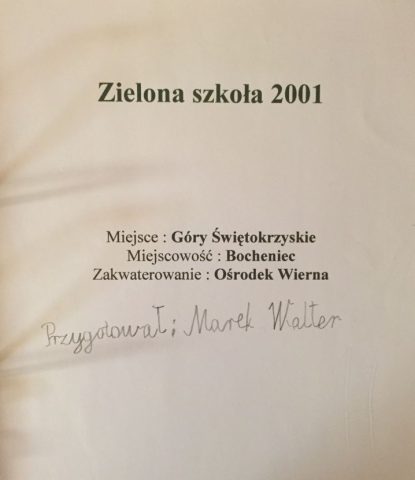 Zielona szkoła 2001
Miejsce : Góry Świętokrzyskie
Miejscowość : Bocheniec
Zakwaterowanie : Ośrodek Wierna
Przygotował : Marek Walter